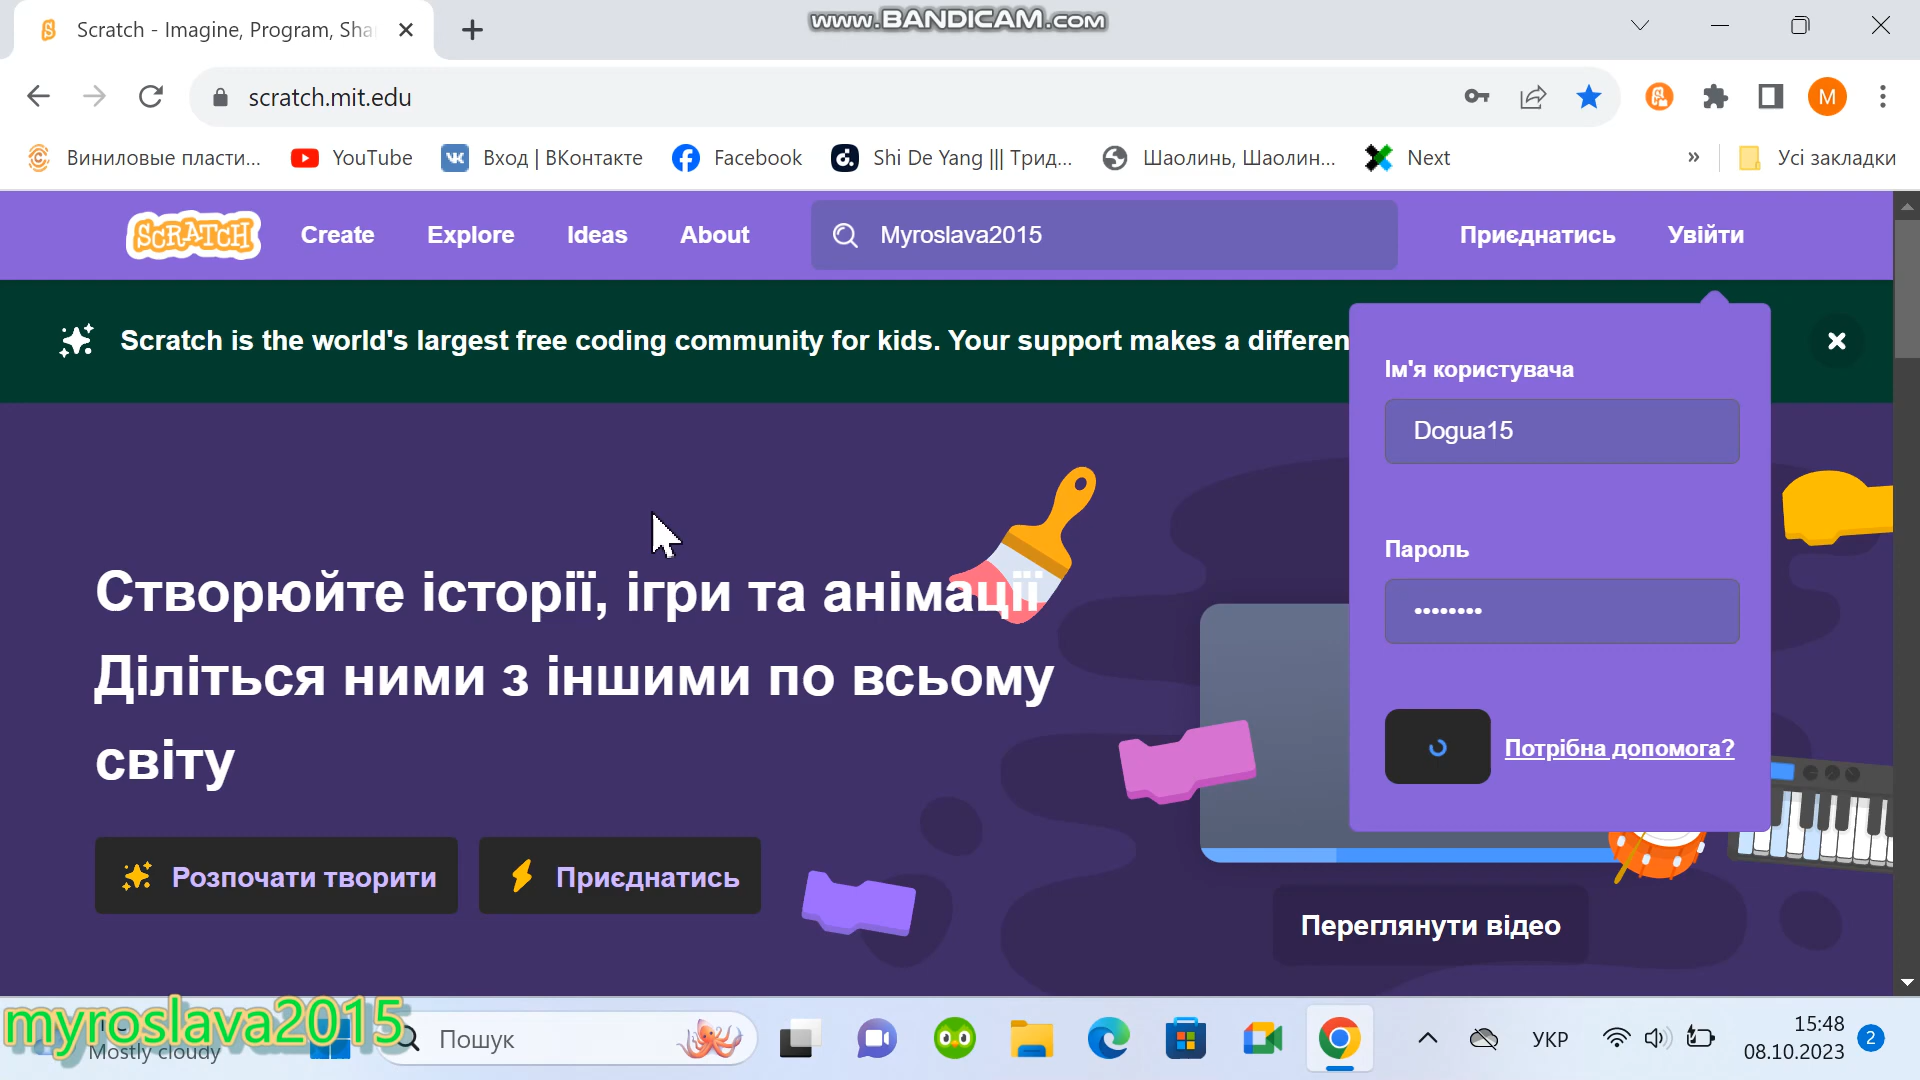 Scratch - Imagine, Program, Sha
www.BANDICAM.com
scratch.mit.edu
M
Виниловые пласти...
YouTube
Вход | ВКонтакте
Facebook
Shi De Yang ||| Трид...
Шаолинь, Шаолин...
Next
»
Усі закладки
SCRATCH
Create
Explore
Ideas
About
Myroslava2015
Приєднатись
Увійти
Scratch is the world's largest free coding community for kids. Your support makes a differen
Ім'я користувача
Dogua15
Пароль
••••••••
Потрібна допомога?
Створюйте історії, ігри та анімації
Діліться ними з іншими по всьому
світу
Розпочати творити
Приєднатись
Переглянути відео
myroslava2015
Mostly cloudy
Пошук
УКР
15:48
08.10.2023
2